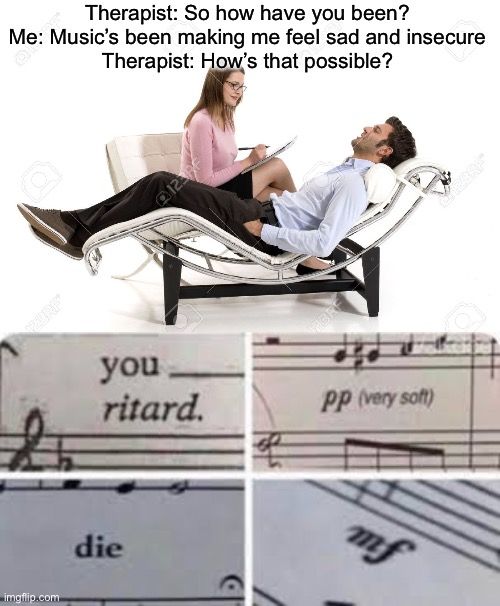 Therapist: So how have you been?
Me: Music's been making me feel sad and insecure
Therapist: How's that possible?
you
ritard.
pp (very soft)
die
mf
imgflip.com